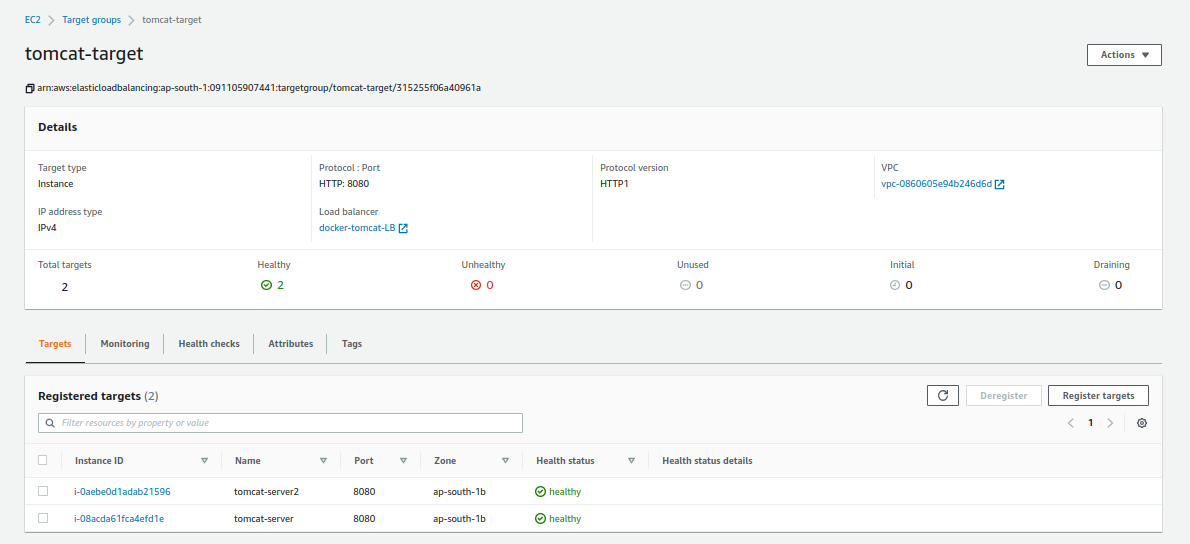 EC2 > Target groups > tomcat-target
tomcat-target
Actions
arn:aws:elasticloadbalancing:ap-south-1:091105907441:targetgroup/tomcat-target/315255f06a40961a
Details
Target type Protocol : Port Protocol version VPC
Instance HTTP: 8080 HTTP1 vpc-0860605e94b246d6d
IP address type Load balancer
IPv4 docker-tomcat-LB
Total targets Healthy Unhealthy Unused Initial Draining
2 2 0 0 0 0
Targets Monitoring Health checks Attributes Tags
Registered targets (2) Deregister Register targets
Filter resources by property or value 1
Instance ID Name Port Zone Health status Health status details
i-0aebe0d1adab21596 tomcat-server2 8080 ap-south-1b healthy
i-08acda61fca4efd1e tomcat-server 8080 ap-south-1b healthy